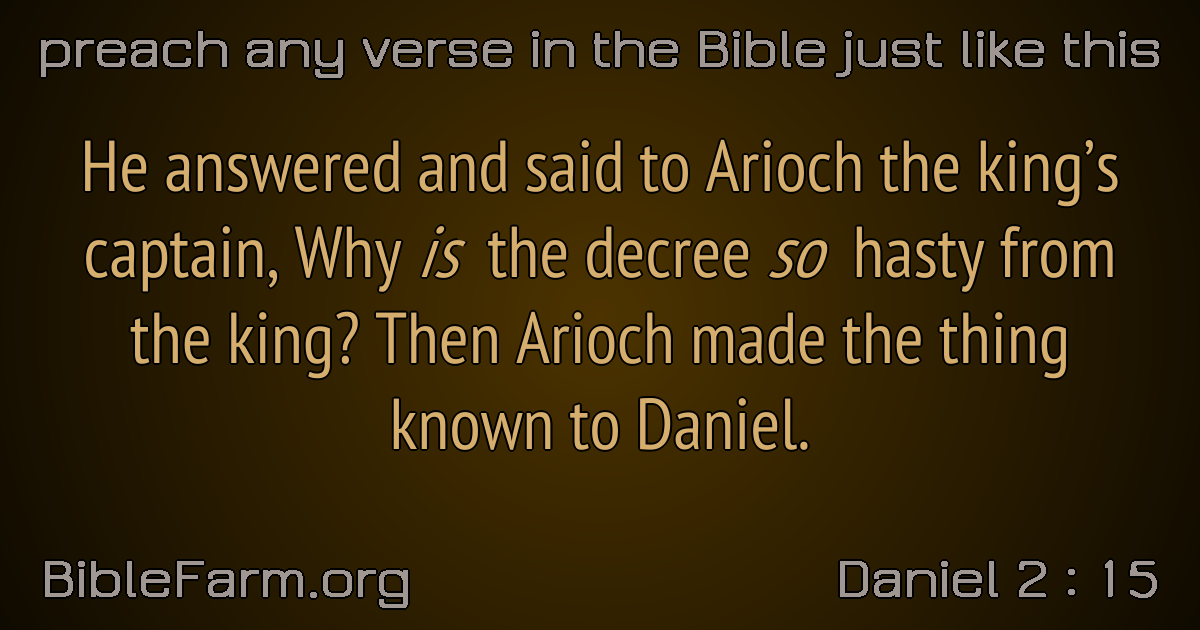 preach any verse in the Bible just like this
He answered and said to Arioch the king’s
captain, Why is the decree so hasty from
the king? Then Arioch made the thing
known to Daniel.
BibleFarm.org
Daniel 2 : 15